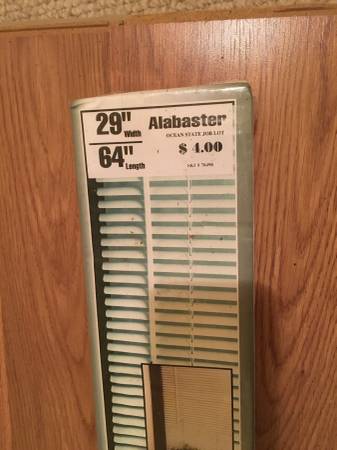 29" Width
64" Length
Alabaster
OCEAN STATE JOB LOT
$ 4.00